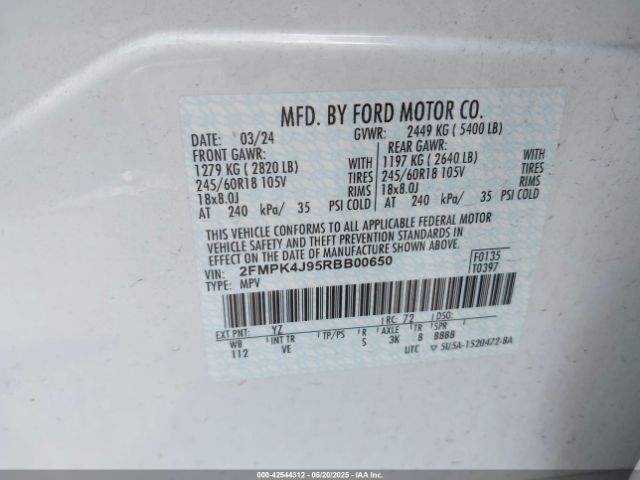 MFD. BY FORD MOTOR CO.
DATE: 03/24 GVWR: 2449 KG ( 5400 LB)
FRONT GAWR: REAR GAWR:
1279 KG ( 2820 LB) WITH 1197 KG ( 2640 LB) WITH
245/60R18 105V TIRES 245/60R18 105V TIRES
18x8.0J RIMS 18x8.0J RIMS
AT 240 kPa/ 35 PSI COLD AT 240 kPa/ 35 PSI COLD
THIS VEHICLE CONFORMS TO ALL APPLICABLE FEDERAL MOTOR
VEHICLE SAFETY AND THEFT PREVENTION STANDARDS IN
EFFECT ON THE DATE OF MANUFACTURE SHOWN ABOVE.
VIN: 2FMPK4J95RBB00650 F0135
TYPE: MPV T0397
EXT PNT: YZ RC: 72 DSO:
WB INT TR TP/PS R AXLE TR SPR
112 VE S 3K 8 BBBB
UTC ▽ 5U5A-1520472-BA
000-42544312 - 06/20/2025 - IAAI.com